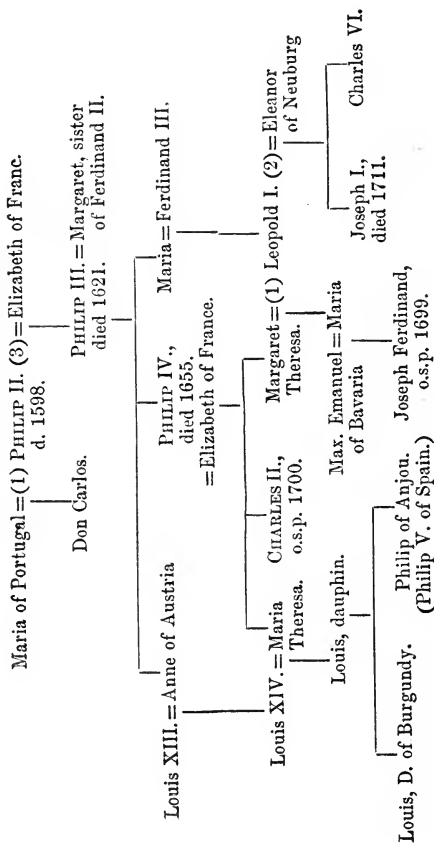 Maria of Portugal = (1) PHILIP II. (3) = Elizabeth of Franc.
d. 1598.
Don Carlos.
PHILIP III. = Margaret, sister
died 1621. of Ferdinand II.
Louis XIII. = Anne of Austria
PHILIP IV.,
died 1655.
= Elizabeth of France.
Maria = Ferdinand III.
Louis XIV. = Maria
Theresa.
CHARLES II.,
o.s.p. 1700.
Margaret = (1) Leopold I. (2) = Eleanor
Theresa. of Neuburg
Louis, dauphin.
Max. Emanuel = Maria
of Bavaria
Joseph I.,
died 1711.
Charles VI.
Louis, D. of Burgundy.
Philip of Anjou.
(Philip V. of Spain.)
Joseph Ferdinand,
o.s.p. 1699.